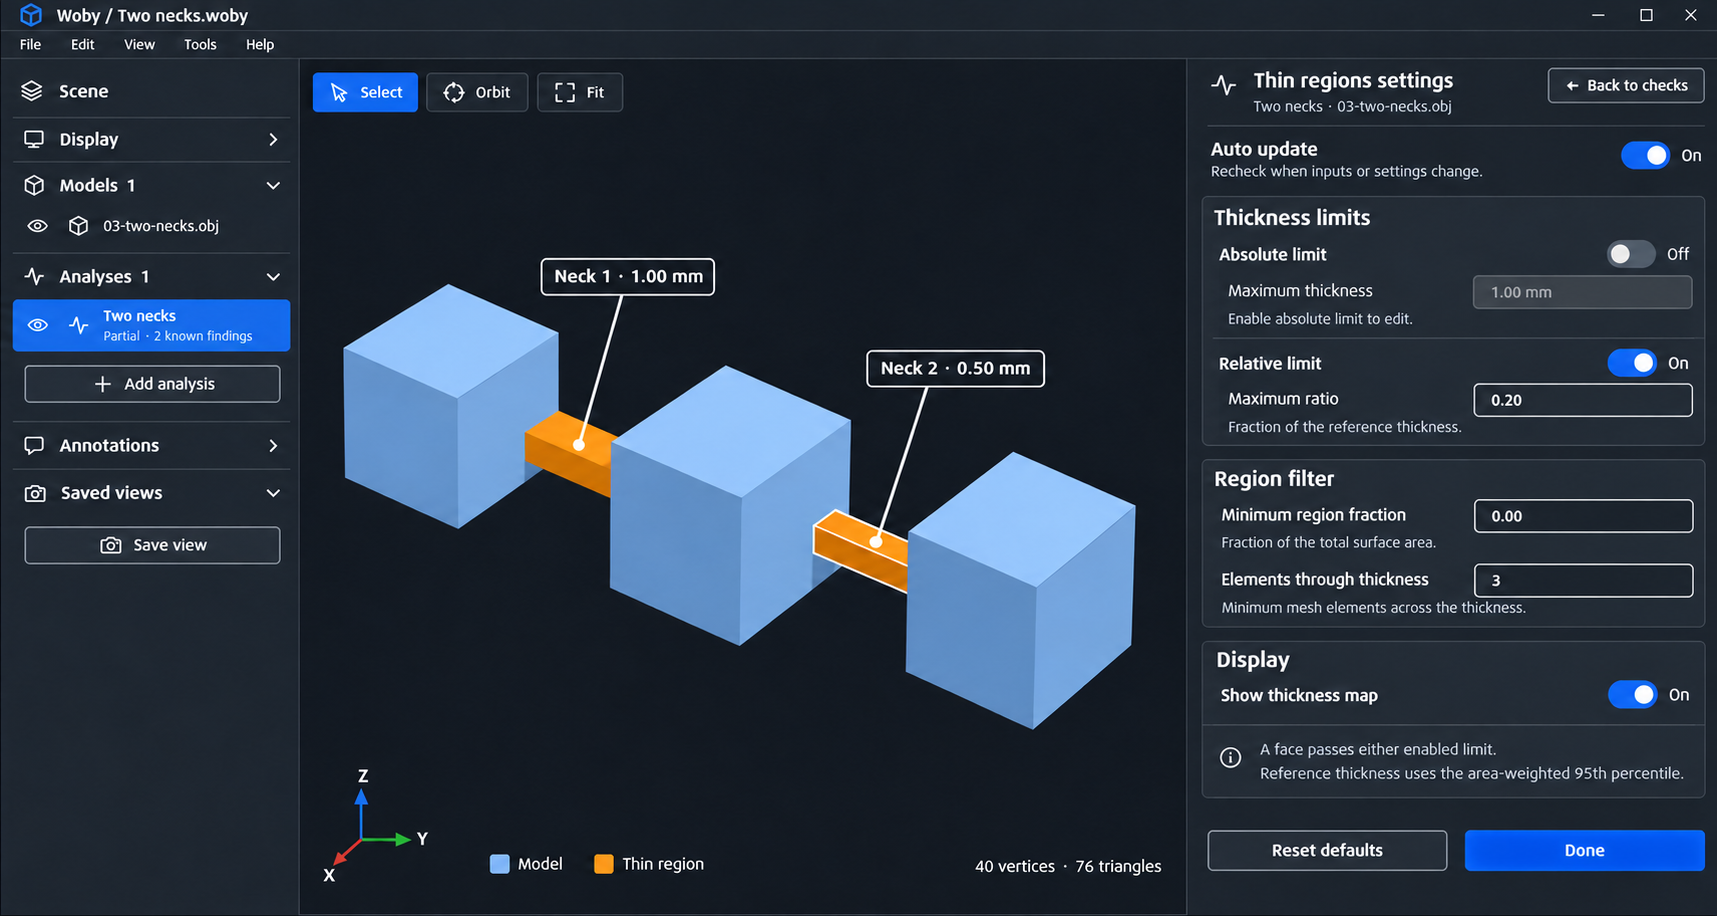 Woby / Two necks.woby
File Edit View Tools Help
Scene
Display
Models 1
03-two-necks.obj
Analyses 1
Two necks
Partial · 2 known findings
+ Add analysis
Annotations
Saved views
Save view
Select Orbit Fit
Neck 1 · 1.00 mm
Neck 2 · 0.50 mm
Z
Y
X
Model Thin region
40 vertices · 76 triangles
Thin regions settings
Two necks · 03-two-necks.obj
← Back to checks
Auto update
On
Recheck when inputs or settings change.
Thickness limits
Absolute limit Off
Maximum thickness 1.00 mm
Enable absolute limit to edit.
Relative limit On
Maximum ratio 0.20
Fraction of the reference thickness.
Region filter
Minimum region fraction 0.00
Fraction of the total surface area.
Elements through thickness 3
Minimum mesh elements across the thickness.
Display
Show thickness map On
A face passes either enabled limit.
Reference thickness uses the area-weighted 95th percentile.
Reset defaults Done